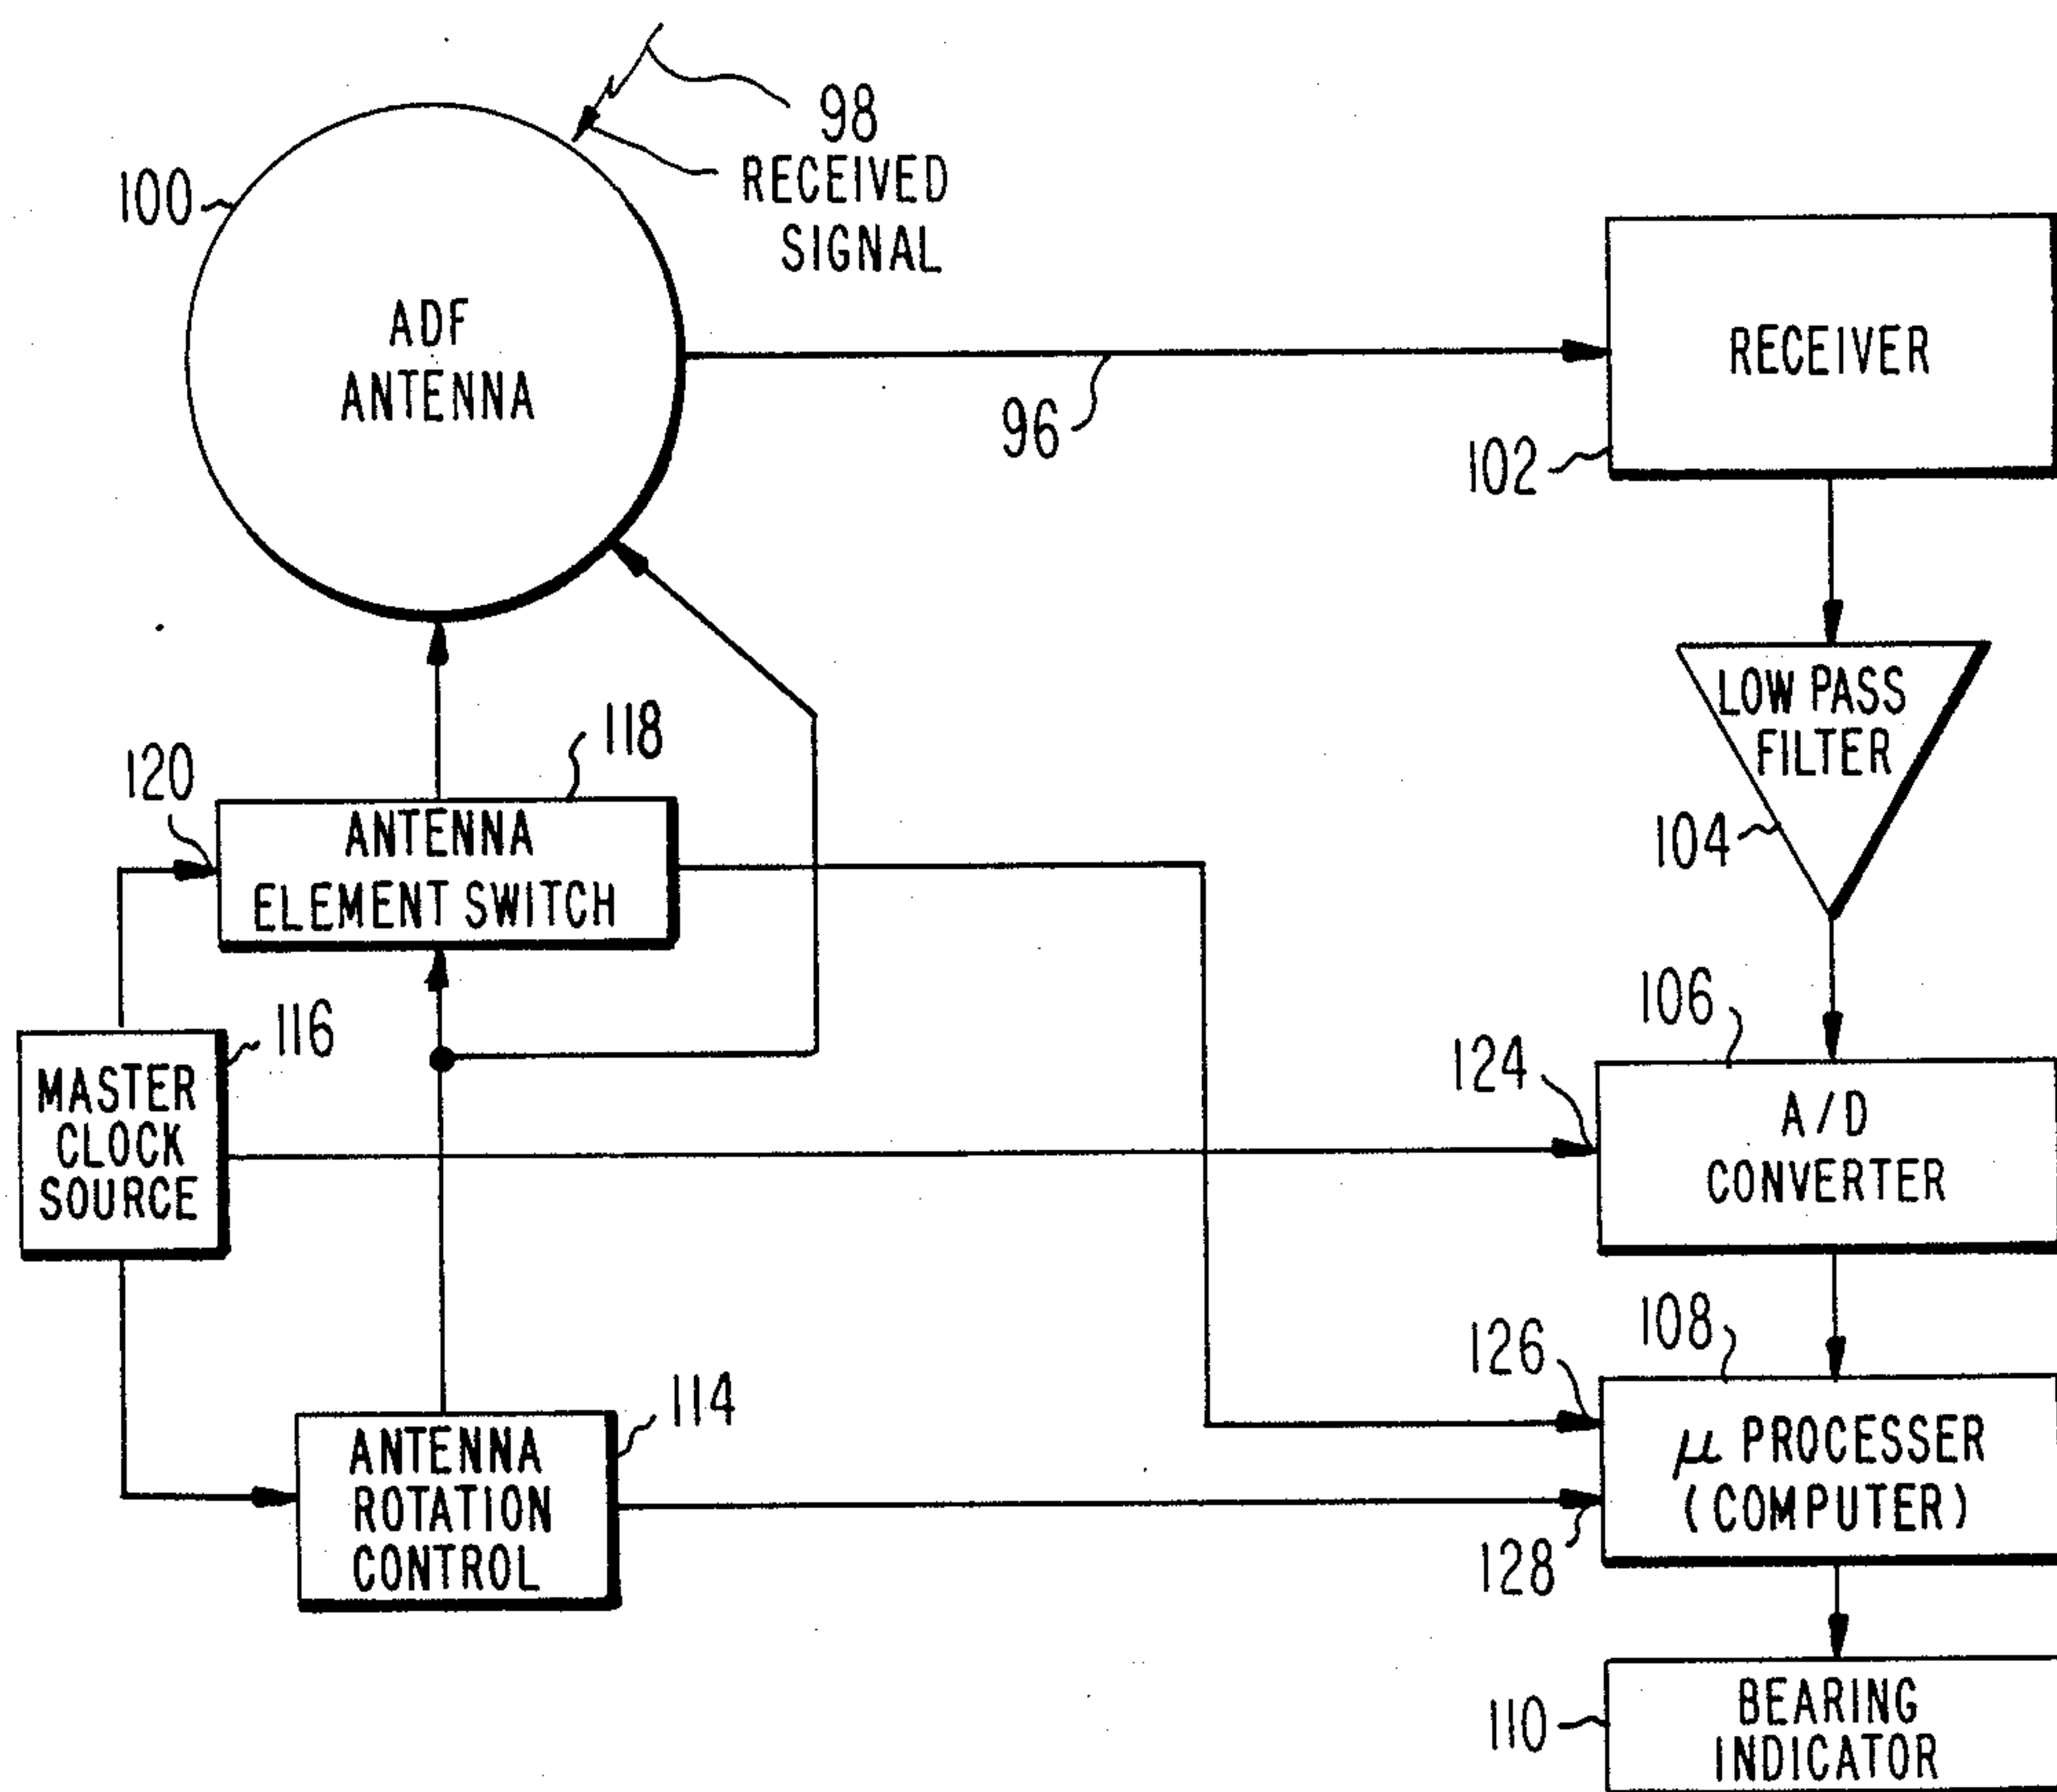 98
RECEIVED
SIGNAL
100
ADF
ANTENNA
96
RECEIVER
102
LOW PASS
FILTER
104
118
120
ANTENNA
ELEMENT SWITCH
106
116
MASTER
CLOCK
SOURCE
124
A/D
CONVERTER
108
126
114
ANTENNA
ROTATION
CONTROL
μ PROCESSER
(COMPUTER)
128
110
BEARING
INDICATOR